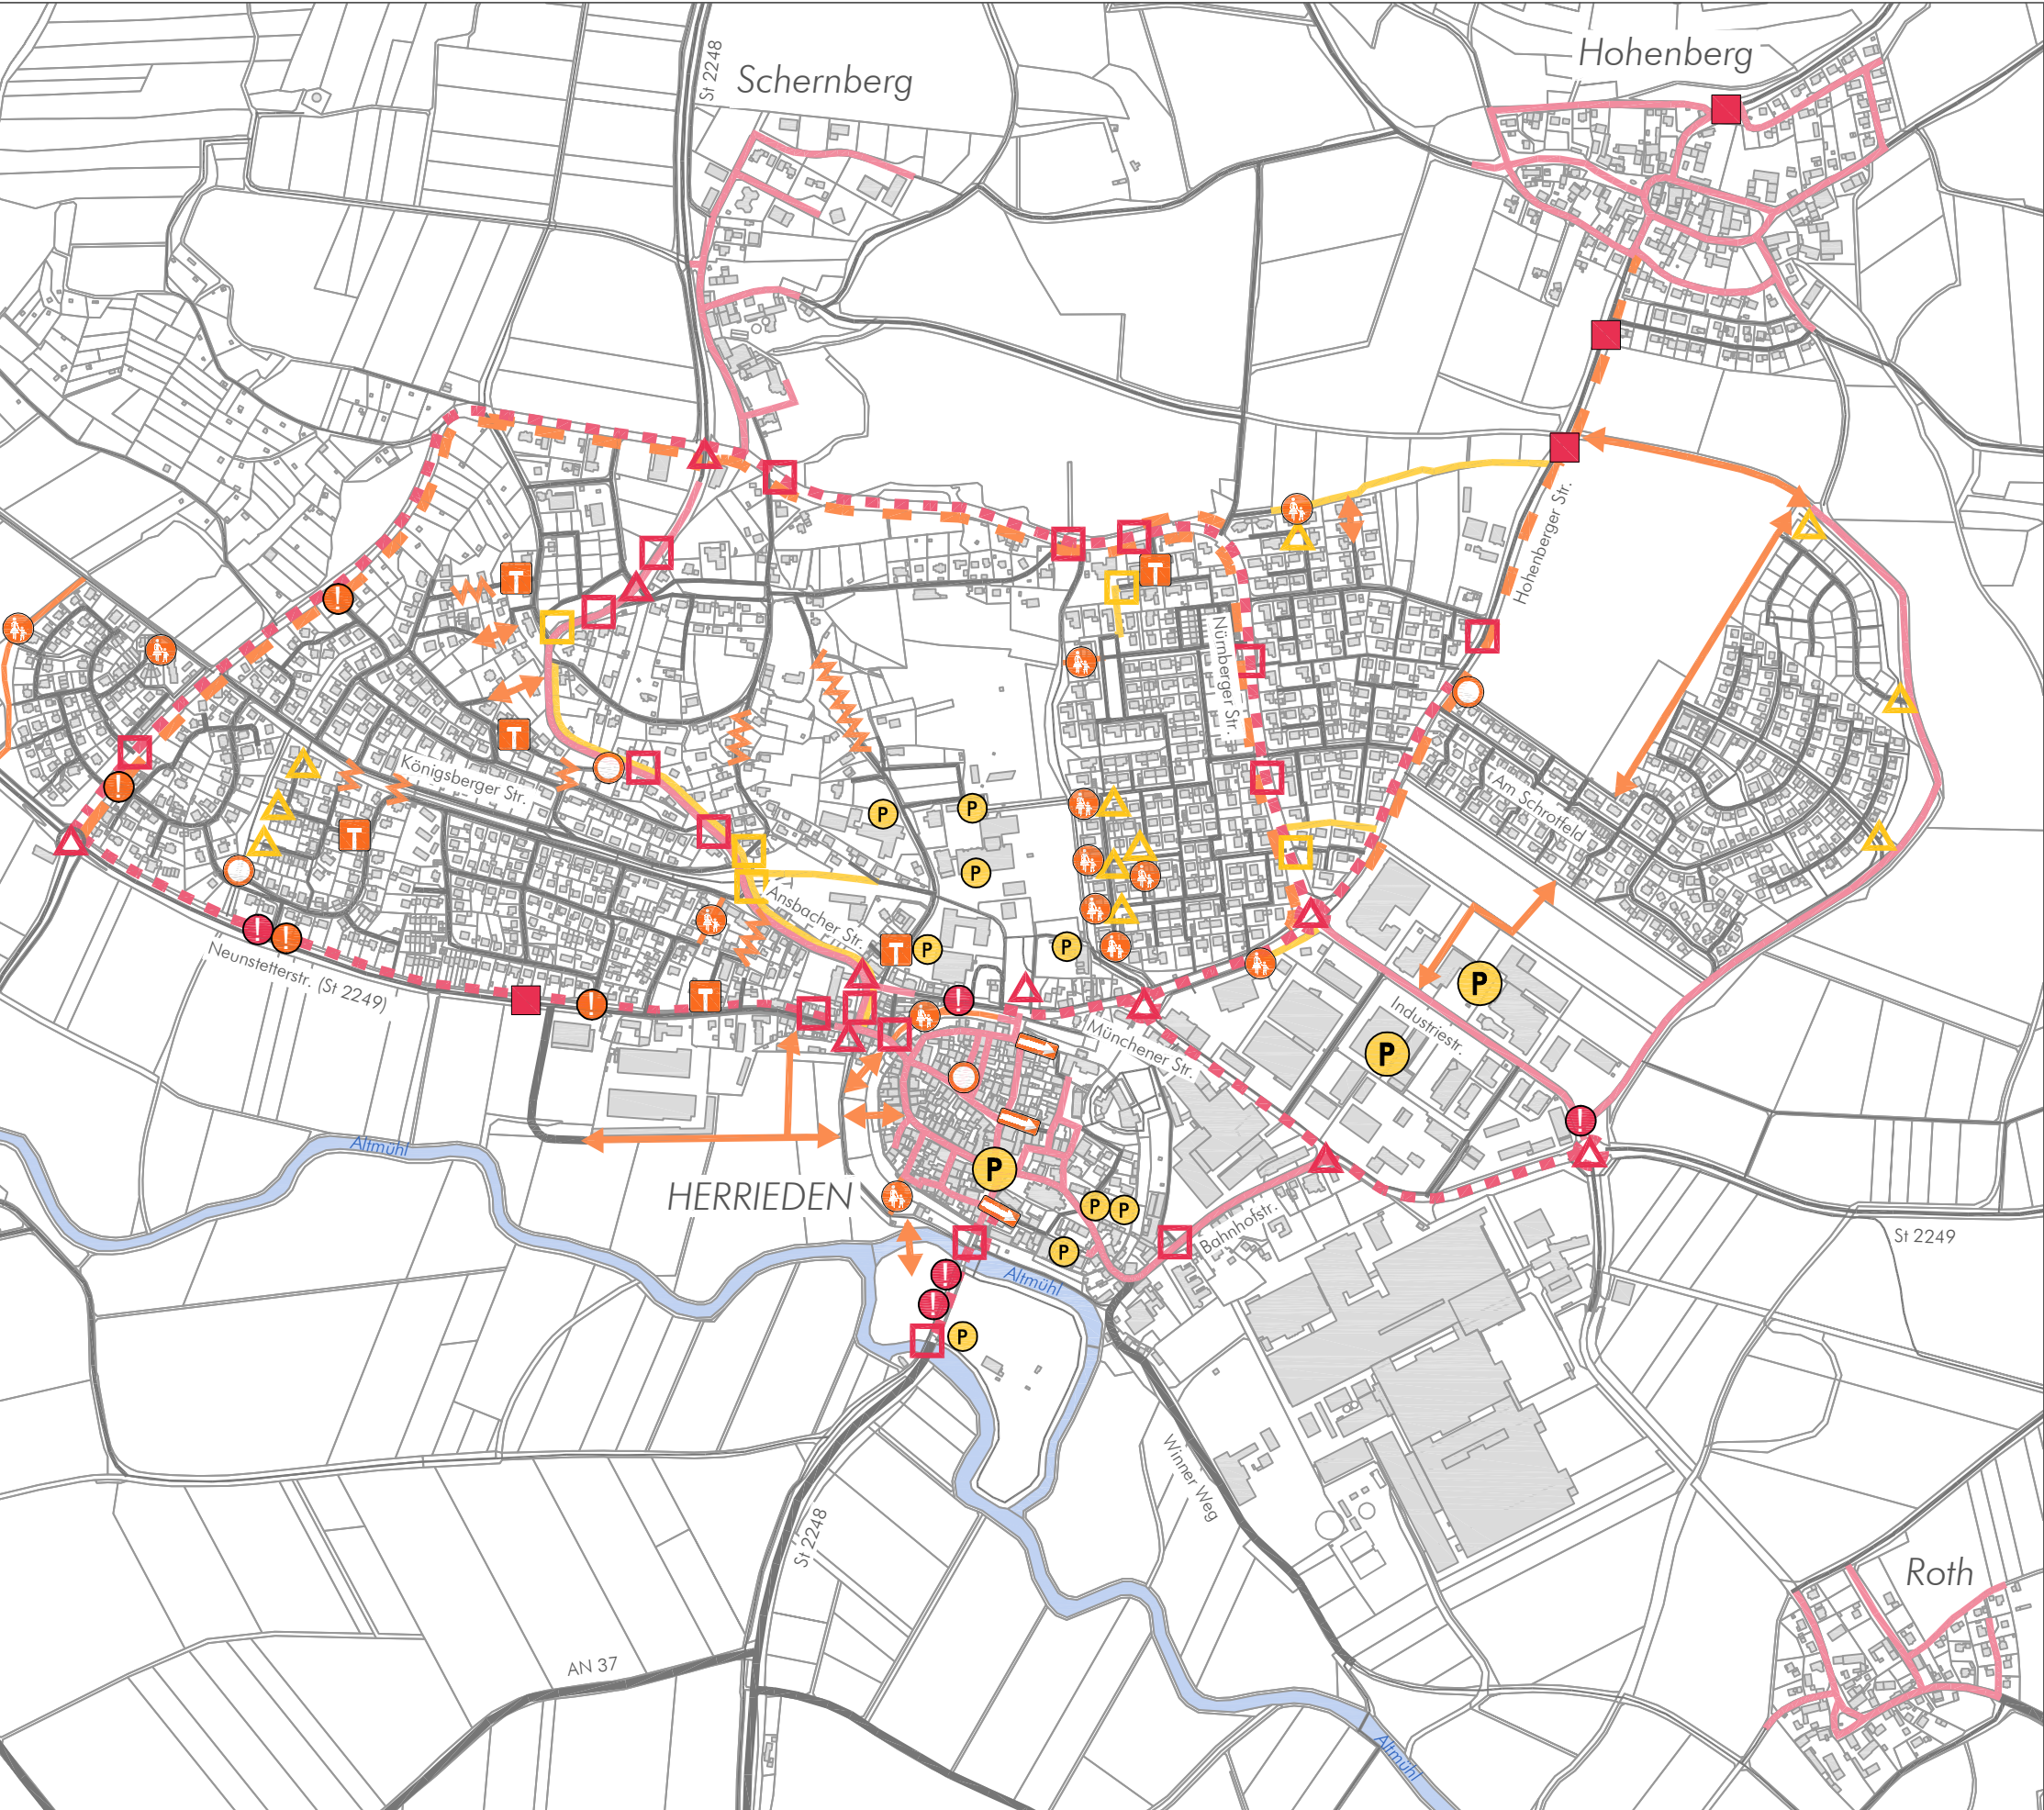 Hohenberg
St 2248
Schernberg
Hohenberger Str.
T
T
Nürnberger Str.
T
Königsberger Str.
Am Schroffeld
P
P
T
P
Ansbacher Str.
!
!
!
!
T
P
P
Neunstetterstr. (St 2249)
P
T
!
!
Industriestr.
Münchener Str.
P
!
Altmühl
P
HERRIEDEN
P
P
Bahnhofstr.
St 2249
P
Altmühl
!
!
P
Winner Weg
St 2248
Roth
AN 37
Altmühl